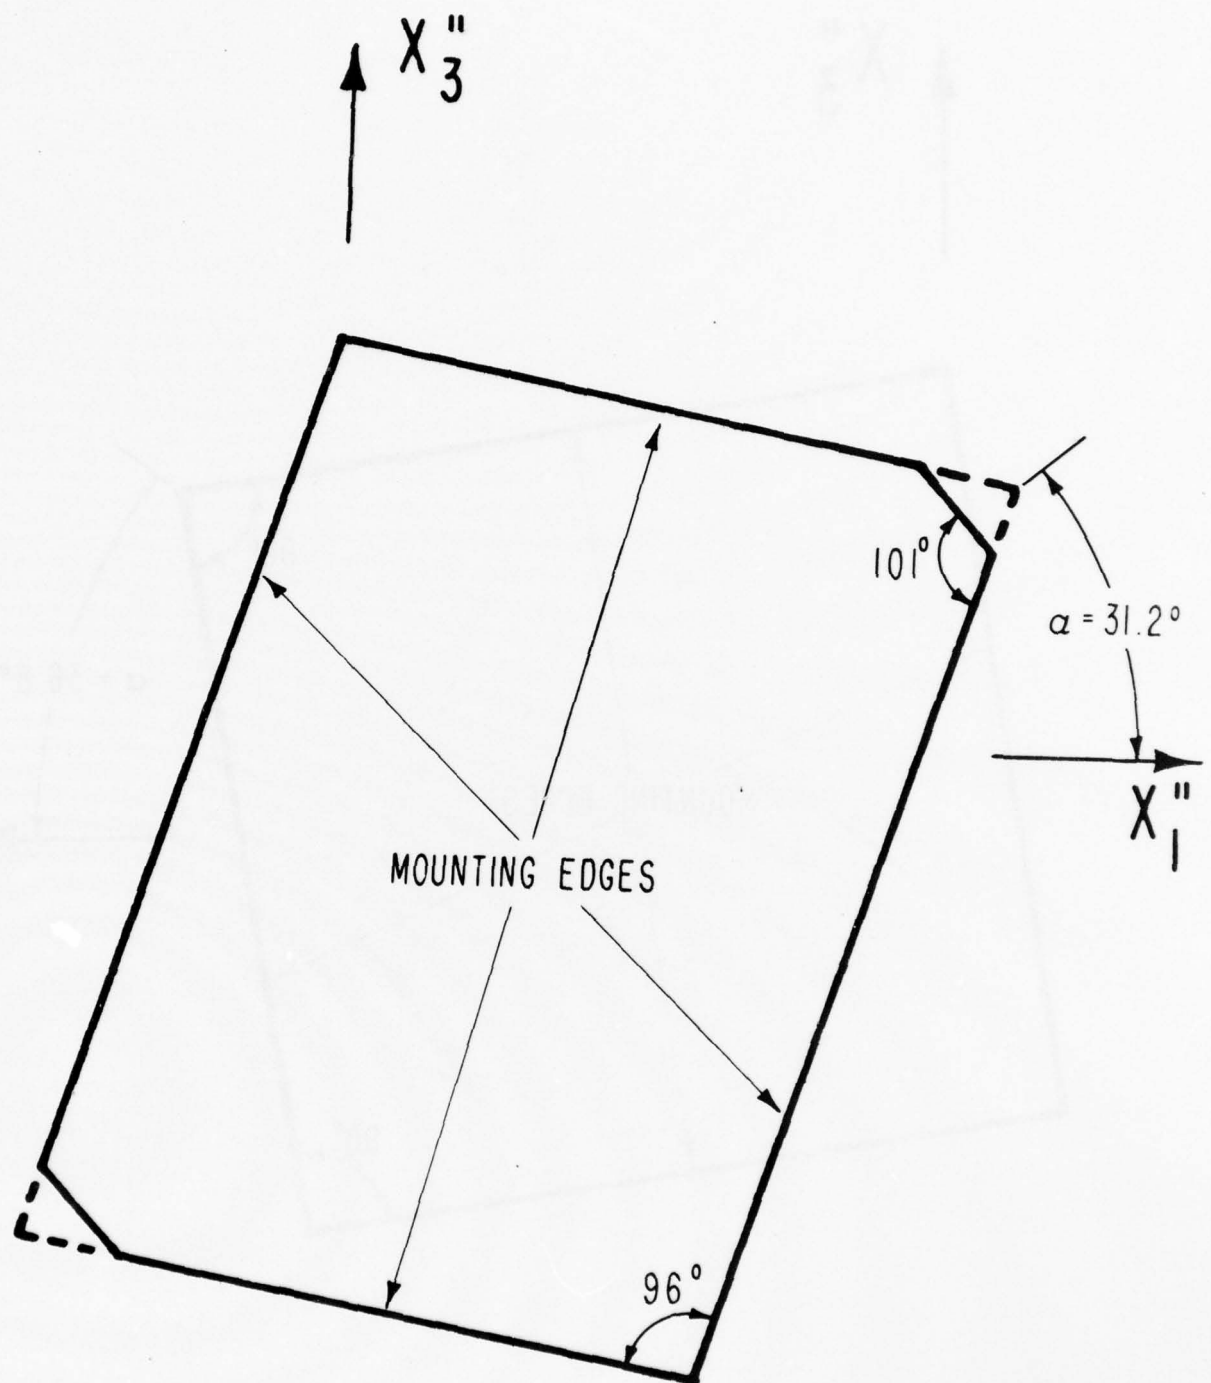 X₃"
101°
α = 31.2°
X₁"
MOUNTING EDGES
96°